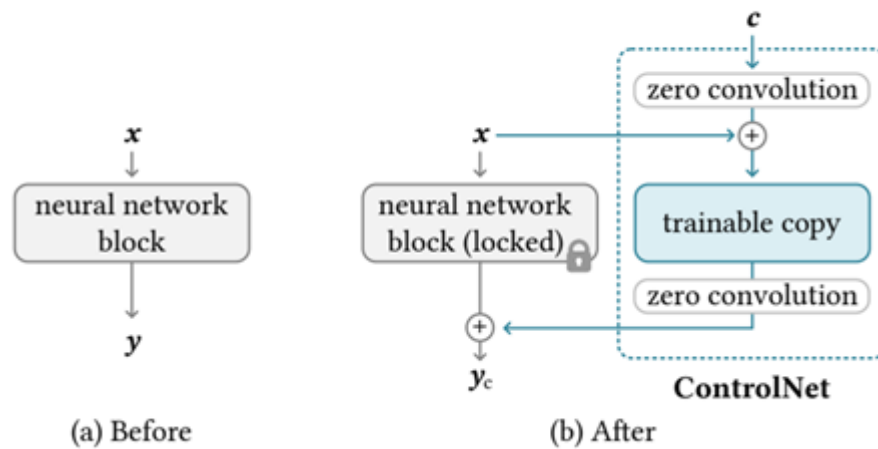 x
neural network
block
y
(a) Before
c
zero convolution
x
+
neural network
block (locked)
trainable copy
zero convolution
+
yc
ControlNet
(b) After